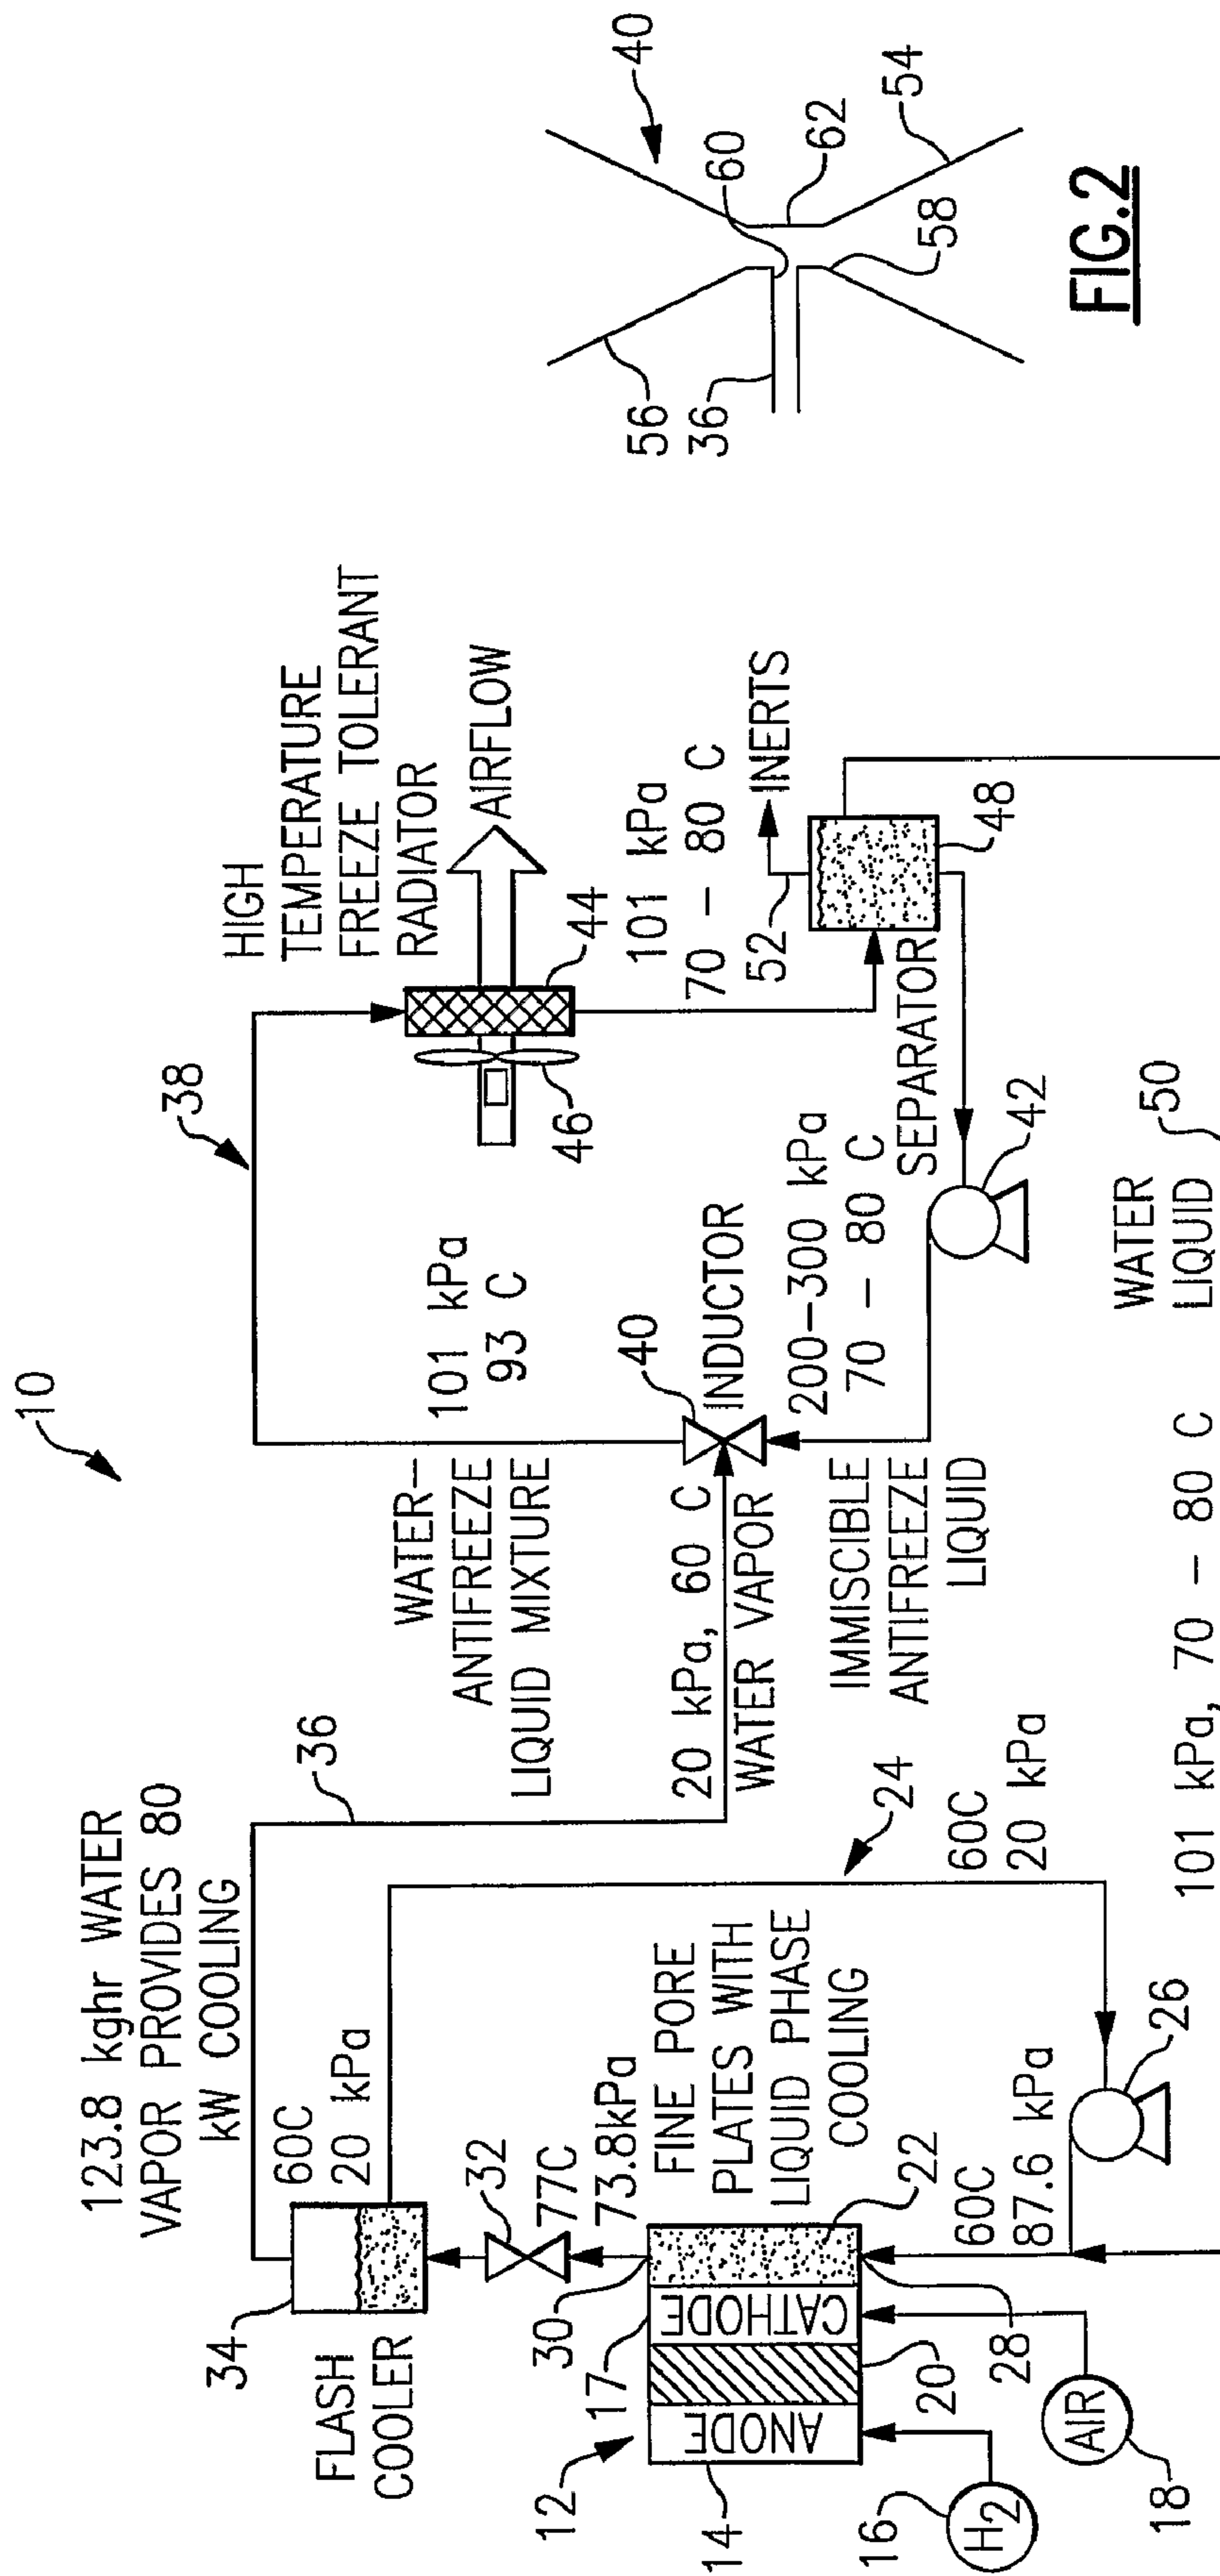 10
123.8 kghr WATER
VAPOR PROVIDES 80
kW COOLING
34
60C
20 kPa
FLASH
COOLER
32
77C
73.8kPa
30
17
12
14
ANODE
CATHODE
FINE PORE
PLATES WITH
LIQUID PHASE
COOLING
22
60C
87.6 kPa
28
20
16
H2
AIR
18
26
24
60C
20 kPa
36
WATER-
ANTIFREEZE
LIQUID MIXTURE
20 kPa, 60 C
WATER VAPOR
IMMISCIBLE
ANTIFREEZE
LIQUID
38
101 kPa
93 C
40
INDUCTOR
200-300 kPa
70 - 80 C
42
HIGH
TEMPERATURE
FREEZE TOLERANT
RADIATOR
AIRFLOW
44
46
101 kPa
70 - 80 C
52
INERTS
SEPARATOR
48
WATER
LIQUID
50
101 kPa, 70 - 80 C
56
36
60
40
62
58
54
FIG.2